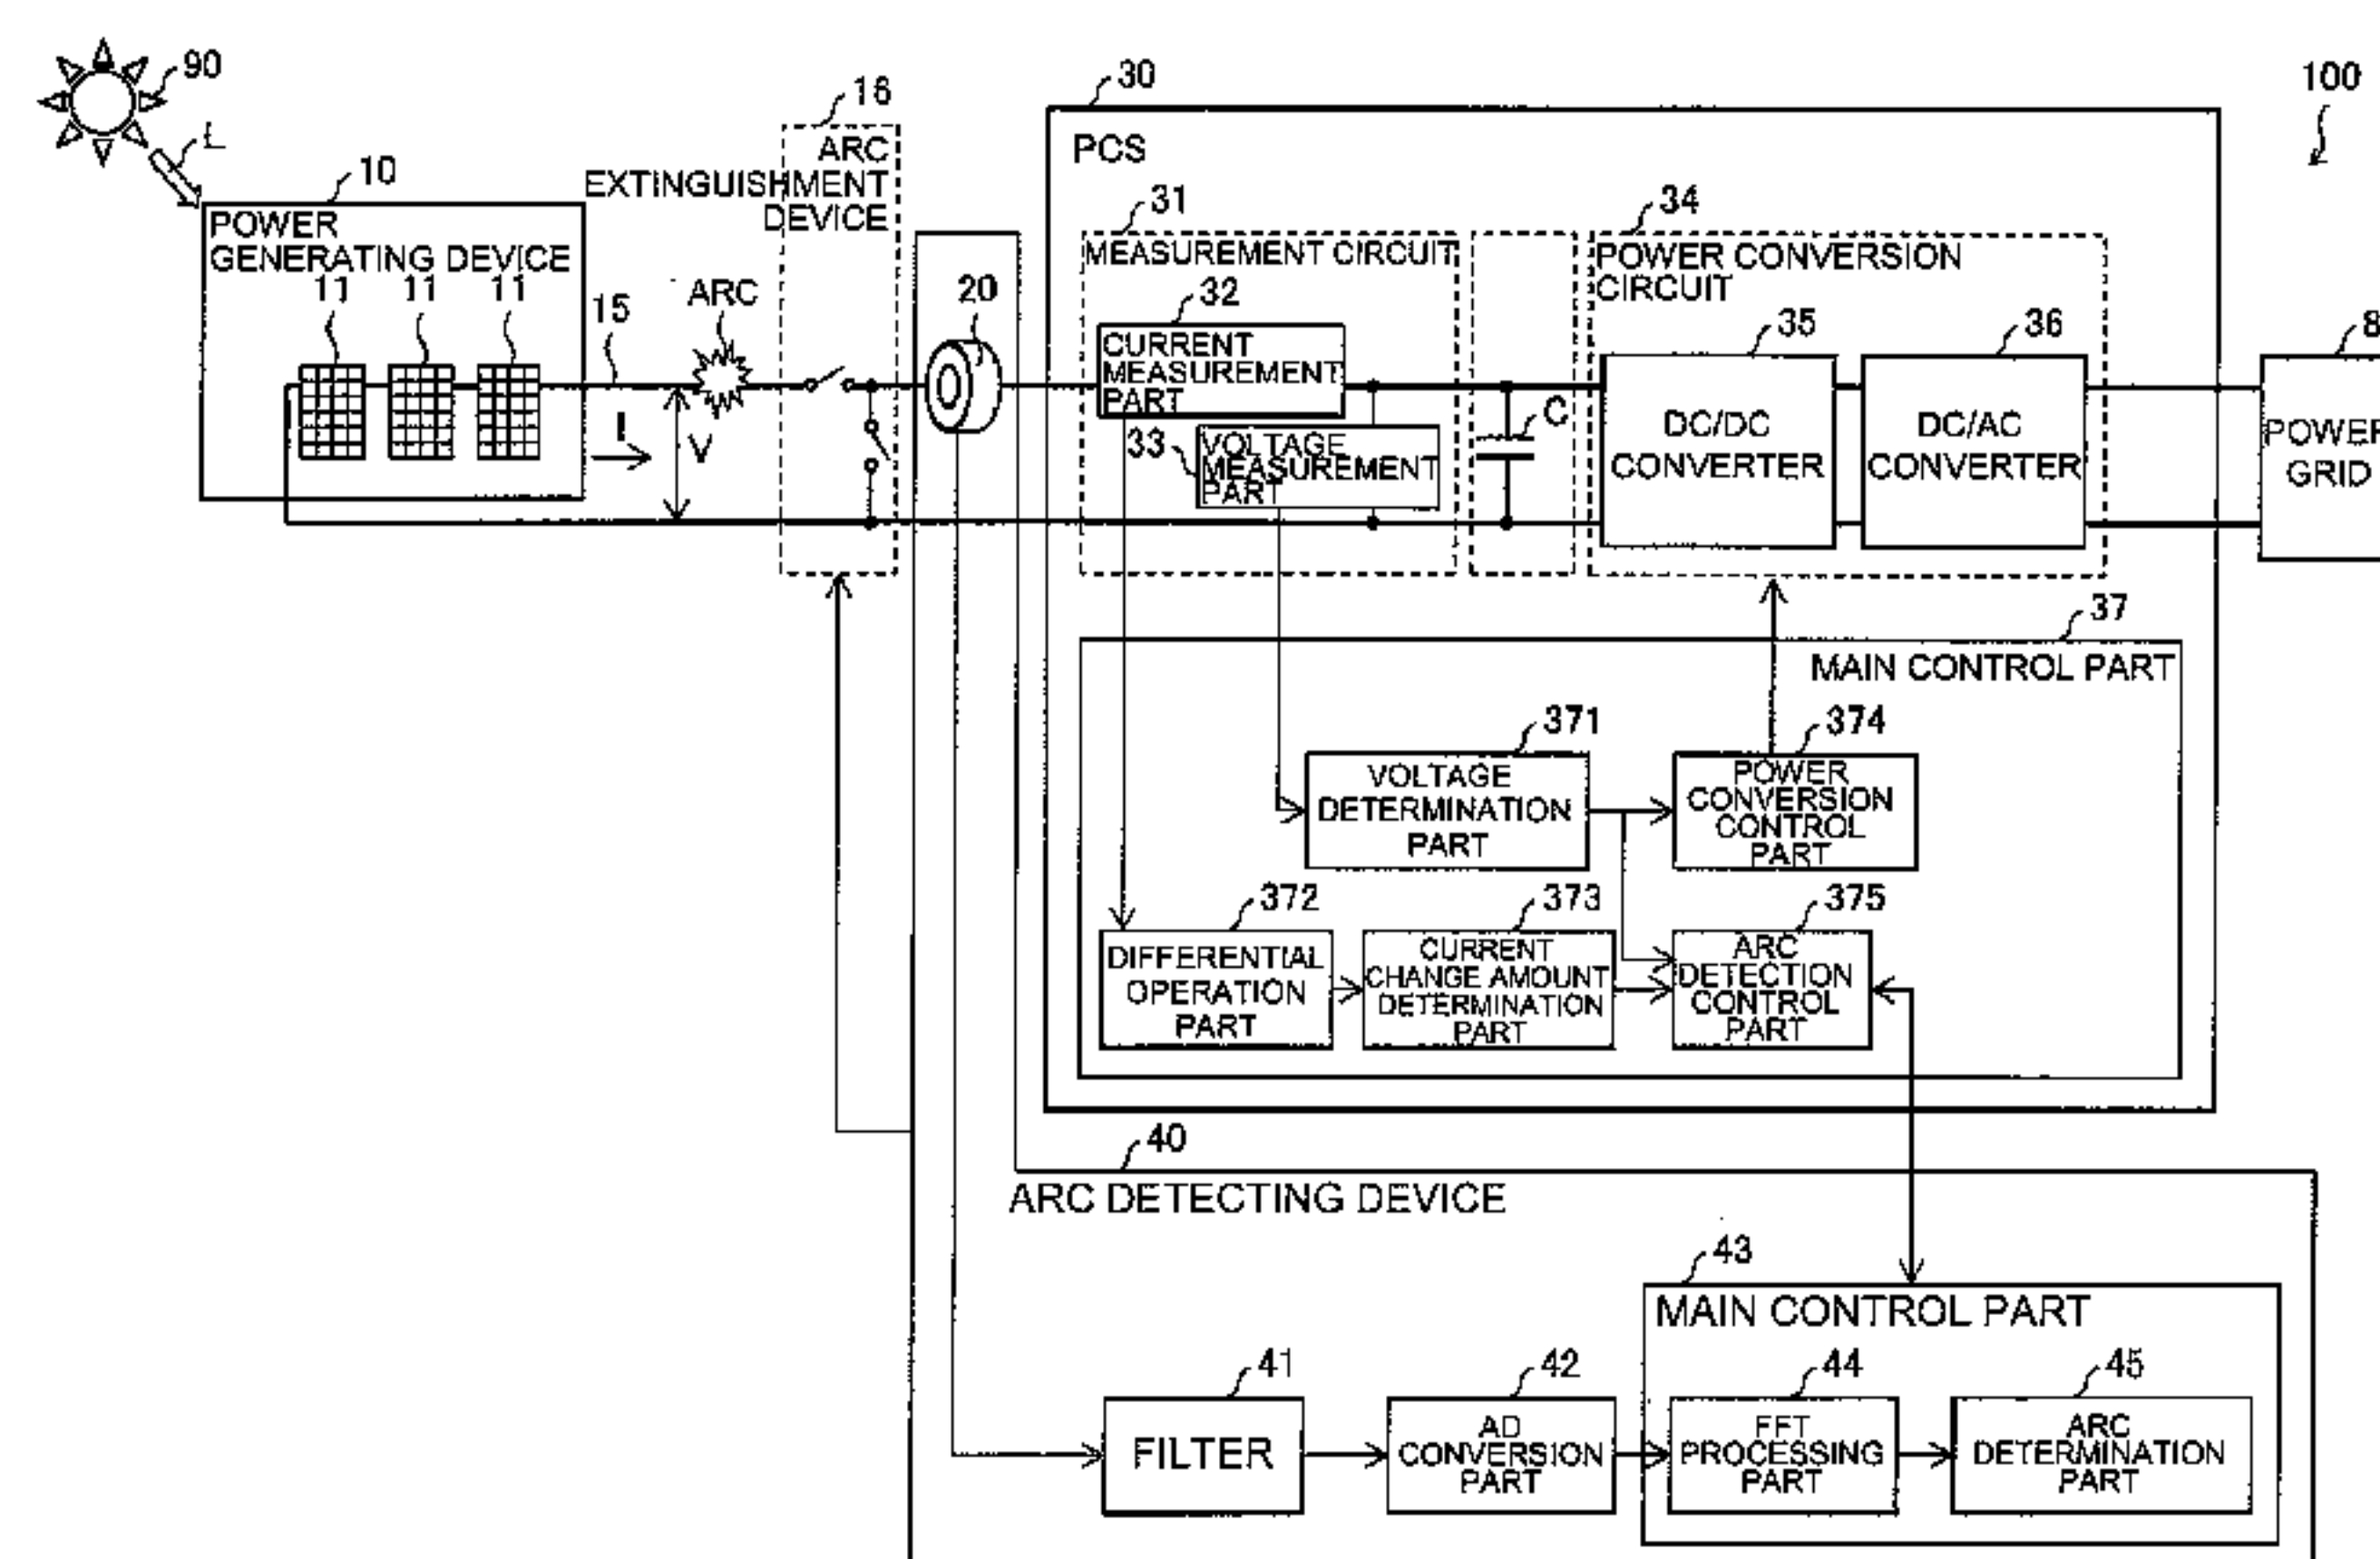 90
L
10
POWER
GENERATING DEVICE
11
11
11
15
ARC
I
V
16
ARC
EXTINGUISHMENT
DEVICE
20
30
PCS
100
31
MEASUREMENT CIRCUIT
32
CURRENT
MEASUREMENT
PART
33
VOLTAGE
MEASUREMENT
PART
C
34
POWER CONVERSION
CIRCUIT
35
DC/DC
CONVERTER
36
DC/AC
CONVERTER
8
POWER
GRID
37
MAIN CONTROL PART
371
VOLTAGE
DETERMINATION
PART
374
POWER
CONVERSION
CONTROL
PART
372
DIFFERENTIAL
OPERATION
PART
373
CURRENT
CHANGE AMOUNT
DETERMINATION
PART
375
ARC
DETECTION
CONTROL
PART
40
ARC DETECTING DEVICE
43
MAIN CONTROL PART
41
FILTER
42
AD
CONVERSION
PART
44
FFT
PROCESSING
PART
45
ARC
DETERMINATION
PART